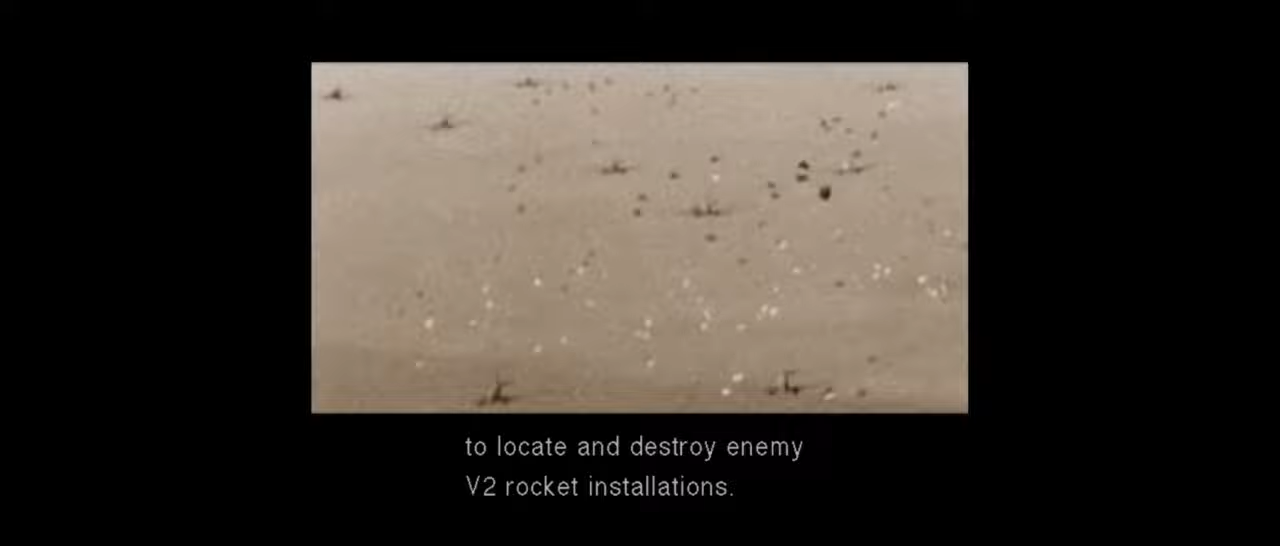 to locate and destroy enemy
V2 rocket installations.